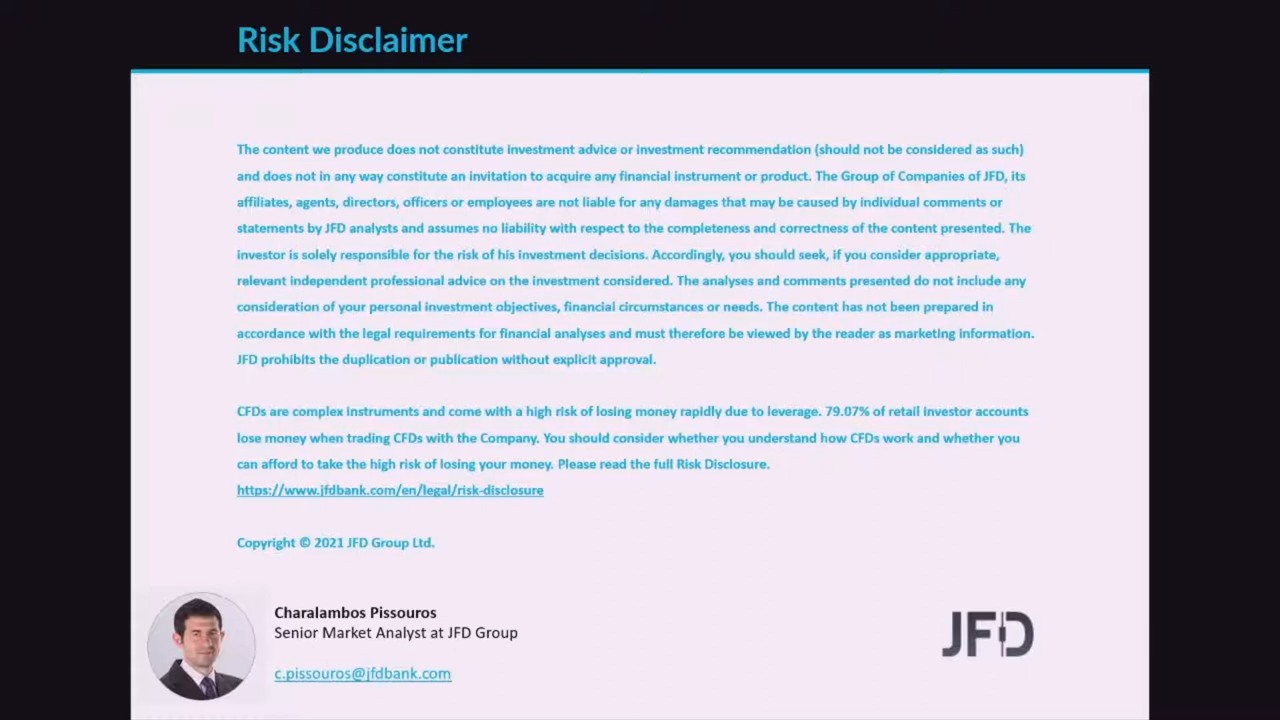 Risk Disclaimer
The content we produce does not constitute investment advice or investment recommendation (should not be considered as such)
and does not in any way constitute an invitation to acquire any financial instrument or product. The Group of Companies of JFD, its
affiliates, agents, directors, officers or employees are not liable for any damages that may be caused by individual comments or
statements by JFD analysts and assumes no liability with respect to the completeness and correctness of the content presented. The
investor is solely responsible for the risk of his investment decisions. Accordingly, you should seek, if you consider appropriate,
relevant independent professional advice on the investment considered. The analyses and comments presented do not include any
consideration of your personal investment objectives, financial circumstances or needs. The content has not been prepared in
accordance with the legal requirements for financial analyses and must therefore be viewed by the reader as marketing information.
JFD prohibits the duplication or publication without explicit approval.
CFDs are complex instruments and come with a high risk of losing money rapidly due to leverage. 79.07% of retail investor accounts
lose money when trading CFDs with the Company. You should consider whether you understand how CFDs work and whether you
can afford to take the high risk of losing your money. Please read the full Risk Disclosure.
https://www.jfdbank.com/en/legal/risk-disclosure
Copyright © 2021 JFD Group Ltd.
Charalambos Pissouros
Senior Market Analyst at JFD Group
c.pissouros@jfdbank.com
JFD